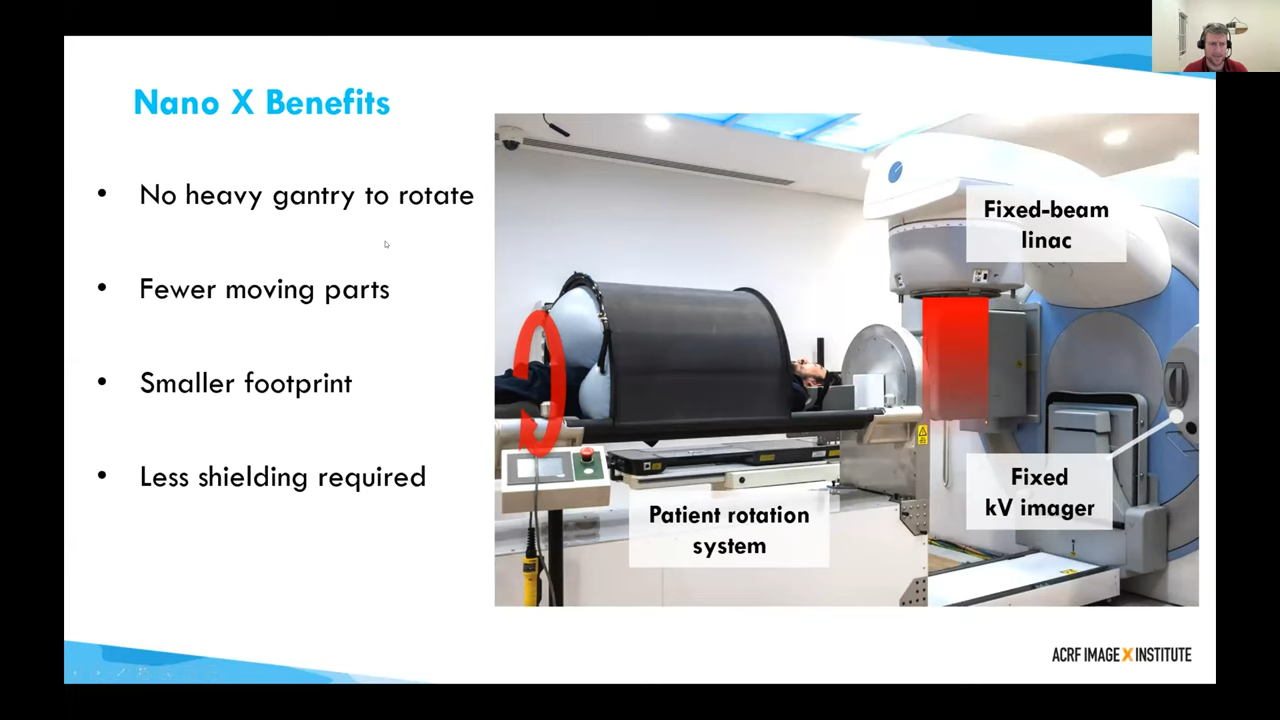 Nano X Benefits
• No heavy gantry to rotate
• Fewer moving parts
• Smaller footprint
• Less shielding required
Fixed-beam
linac
Fixed
kV imager
Patient rotation
system
ACRF IMAGE X INSTITUTE